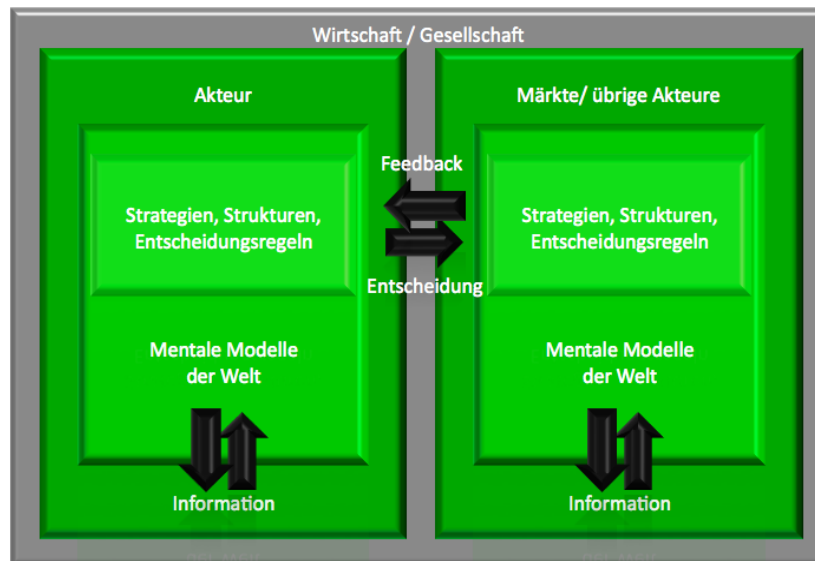 Wirtschaft / Gesellschaft
Akteur
Strategien, Strukturen,
Entscheidungsregeln
Mentale Modelle
der Welt
Information
Feedback
Entscheidung
Märkte/ übrige Akteure
Strategien, Strukturen,
Entscheidungsregeln
Mentale Modelle
der Welt
Information